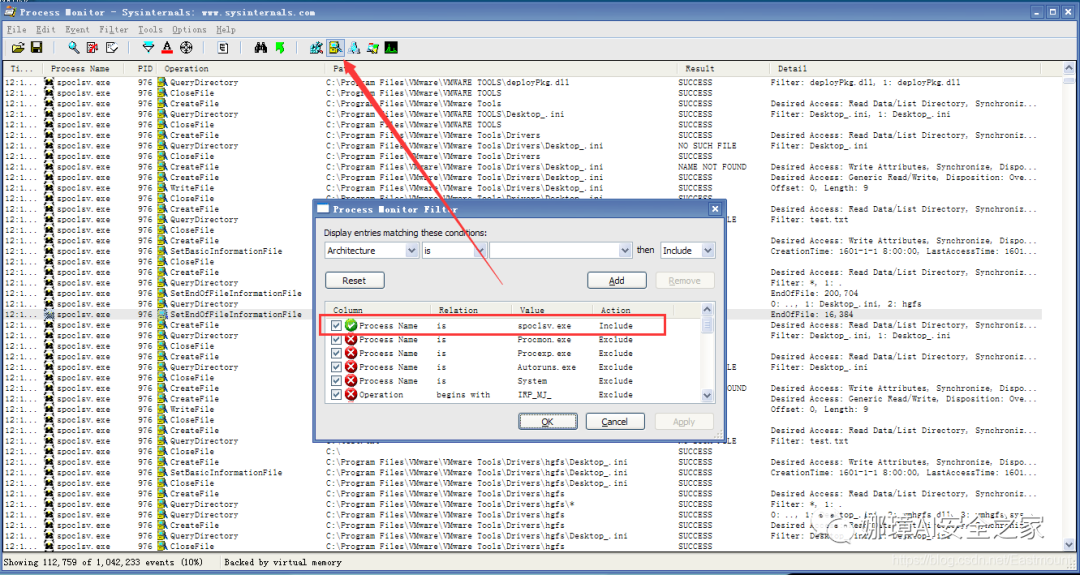 Process Monitor - Sysinternals: www.sysinternals.com
File Edit Event Filter Tools Options Help
Ti... Process Name PID Operation Pa Result Detail
12:1... spoclsv.exe 976 QueryDirectory C:\Program Files\VMware\VMWARE TOOLS\deployPkg.dll SUCCESS Filter: deployPkg.dll, 1: deployPkg.dll
12:1... spoclsv.exe 976 CloseFile C:\Program Files\VMware\VMWARE TOOLS SUCCESS
12:1... spoclsv.exe 976 CreateFile C:\Program Files\VMware\VMware Tools SUCCESS Desired Access: Read Data/List Directory, Synchroniz...
12:1... spoclsv.exe 976 QueryDirectory C:\Program Files\VMware\VMWARE TOOLS\Desktop_.ini SUCCESS Filter: Desktop_.ini, 1: Desktop_.ini
12:1... spoclsv.exe 976 CloseFile C:\Program Files\VMware\VMWARE TOOLS SUCCESS
12:1... spoclsv.exe 976 CreateFile C:\Program Files\VMware\VMware Tools\Drivers SUCCESS Desired Access: Read Data/List Directory, Synchroniz...
12:1... spoclsv.exe 976 QueryDirectory C:\Program Files\VMware\VMware Tools\Drivers\Desktop_.ini NO SUCH FILE Filter: Desktop_.ini
12:1... spoclsv.exe 976 CloseFile C:\Program Files\VMware\VMware Tools\Drivers SUCCESS
12:1... spoclsv.exe 976 CreateFile C:\Program Files\VMware\VMware Tools\Drivers\Desktop_.ini NAME NOT FOUND Desired Access: Write Attributes, Synchronize, Dispo...
12:1... spoclsv.exe 976 CreateFile C:\Program Files\VMware\VMware Tools\Drivers\Desktop_.ini SUCCESS Desired Access: Generic Read/Write, Disposition: Ove...
12:1... spoclsv.exe 976 WriteFile C:\Program Files\VMware\VMware Tools\Drivers\Desktop_.ini SUCCESS Offset: 0, Length: 9
12:1... spoclsv.exe 976 CloseFile
12:1... spoclsv.exe 976 CreateFile Desired Access: Read Data/List Directory, Synchroniz...
12:1... spoclsv.exe 976 QueryDirectory LE Filter: test.txt
12:1... spoclsv.exe 976 CloseFile
12:1... spoclsv.exe 976 CreateFile Desired Access: Write Attributes, Synchronize, Dispo...
12:1... spoclsv.exe 976 SetBasicInformationFile CreationTime: 1601-1-1 8:00:00, LastAccessTime: 1601...
12:1... spoclsv.exe 976 CloseFile
12:1... spoclsv.exe 976 CreateFile Desired Access: Read Data/List Directory, Synchroniz...
12:1... spoclsv.exe 976 QueryDirectory Filter: *, 1: .
12:1... spoclsv.exe 976 SetEndOfFileInformationFile EndOfFile: 200,704
12:1... spoclsv.exe 976 QueryDirectory 0: .., 1: Desktop_.ini, 2: hgfs
12:1... spoclsv.exe 976 SetEndOfFileInformationFile EndOfFile: 16,384
12:1... spoclsv.exe 976 CreateFile Desired Access: Read Data/List Directory, Synchroniz...
12:1... spoclsv.exe 976 QueryDirectory Filter: Desktop_.ini, 1: Desktop_.ini
12:1... spoclsv.exe 976 CloseFile
12:1... spoclsv.exe 976 CreateFile Desired Access: Read Data/List Directory, Synchroniz...
12:1... spoclsv.exe 976 QueryDirectory LE Filter: Desktop_.ini
12:1... spoclsv.exe 976 CloseFile
12:1... spoclsv.exe 976 CreateFile OUND Desired Access: Write Attributes, Synchronize, Dispo...
12:1... spoclsv.exe 976 CreateFile Desired Access: Generic Read/Write, Disposition: Ove...
12:1... spoclsv.exe 976 WriteFile Offset: 0, Length: 9
12:1... spoclsv.exe 976 CloseFile
12:1... spoclsv.exe 976 CreateFile Desired Access: Read Data/List Directory, Synchroniz...
12:1... spoclsv.exe 976 QueryDirectory LE Filter: test.txt
12:1... spoclsv.exe 976 CloseFile C:\ SUCCESS
12:1... spoclsv.exe 976 CreateFile C:\Program Files\VMware\VMware Tools\Drivers\hgfs\Desktop_.ini SUCCESS Desired Access: Write Attributes, Synchronize, Dispo...
12:1... spoclsv.exe 976 SetBasicInformationFile C:\Program Files\VMware\VMware Tools\Drivers\hgfs\Desktop_.ini SUCCESS CreationTime: 1601-1-1 8:00:00, LastAccessTime: 1601...
12:1... spoclsv.exe 976 CloseFile C:\Program Files\VMware\VMware Tools\Drivers\hgfs\Desktop_.ini SUCCESS
12:1... spoclsv.exe 976 CreateFile C:\Program Files\VMware\VMware Tools\Drivers\hgfs SUCCESS Desired Access: Read Data/List Directory, Synchroniz...
12:1... spoclsv.exe 976 QueryDirectory C:\Program Files\VMware\VMware Tools\Drivers\hgfs\* SUCCESS Filter: *, 1: .
12:1... spoclsv.exe 976 QueryDirectory C:\Program Files\VMware\VMware Tools\Drivers\hgfs SUCCESS
12:1... spoclsv.exe 976 CreateFile C:\Program Files\VMware\VMware Tools\Drivers\hgfs SUCCESS Desired
12:1... spoclsv.exe 976 QueryDirectory C:\Program Files\VMware\VMware Tools\Drivers\hgfs\Desktop_.ini SUCCESS Filter:
12:1... spoclsv.exe 976 CloseFile C:\Program Files\VMware\VMware Tools\Drivers\hgfs SUCCESS
Process Monitor Filter
Display entries matching these conditions:
Architecture is then Include
Reset Add Remove
Column Relation Value Action
Process Name is spoclsv.exe Include
Process Name is Procmon.exe Exclude
Process Name is Procexp.exe Exclude
Process Name is Autoruns.exe Exclude
Process Name is System Exclude
Operation begins with IRP_MJ_ Exclude
OK Cancel Apply
娜璋AI安全之家
https://blog.csdn.net/Eastmount
Showing 112,759 of 1,042,233 events (10%) Backed by virtual memory